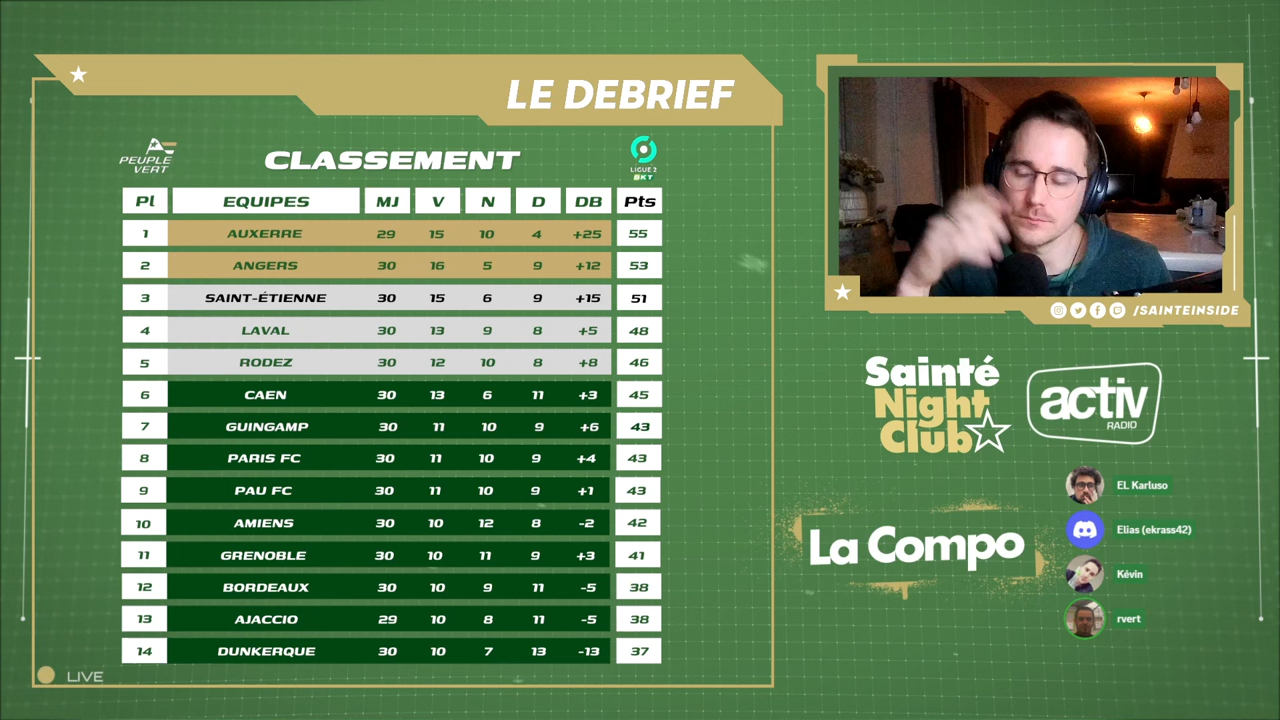 LE DEBRIEF
PEUPLE
VERT
CLASSEMENT
LIGUE 2
BKT
Pl EQUIPES MJ V N D DB Pts
1 AUXERRE 29 15 10 4 +25 55
2 ANGERS 30 16 5 9 +12 53
3 SAINT-ÉTIENNE 30 15 6 9 +15 51
4 LAVAL 30 13 9 8 +5 48
5 RODEZ 30 12 10 8 +8 46
6 CAEN 30 13 6 11 +3 45
7 GUINGAMP 30 11 10 9 +6 43
8 PARIS FC 30 11 10 9 +4 43
9 PAU FC 30 11 10 9 +1 43
10 AMIENS 30 10 12 8 -2 42
11 GRENOBLE 30 10 11 9 +3 41
12 BORDEAUX 30 10 9 11 -5 38
13 AJACCIO 29 10 8 11 -5 38
14 DUNKERQUE 30 10 7 13 -13 37
LIVE
/SAINTEINSIDE
Sainté
Night
Club
activ
RADIO
La Compo
EL Karluso
Elias (ekrass42)
Kévin
rvert